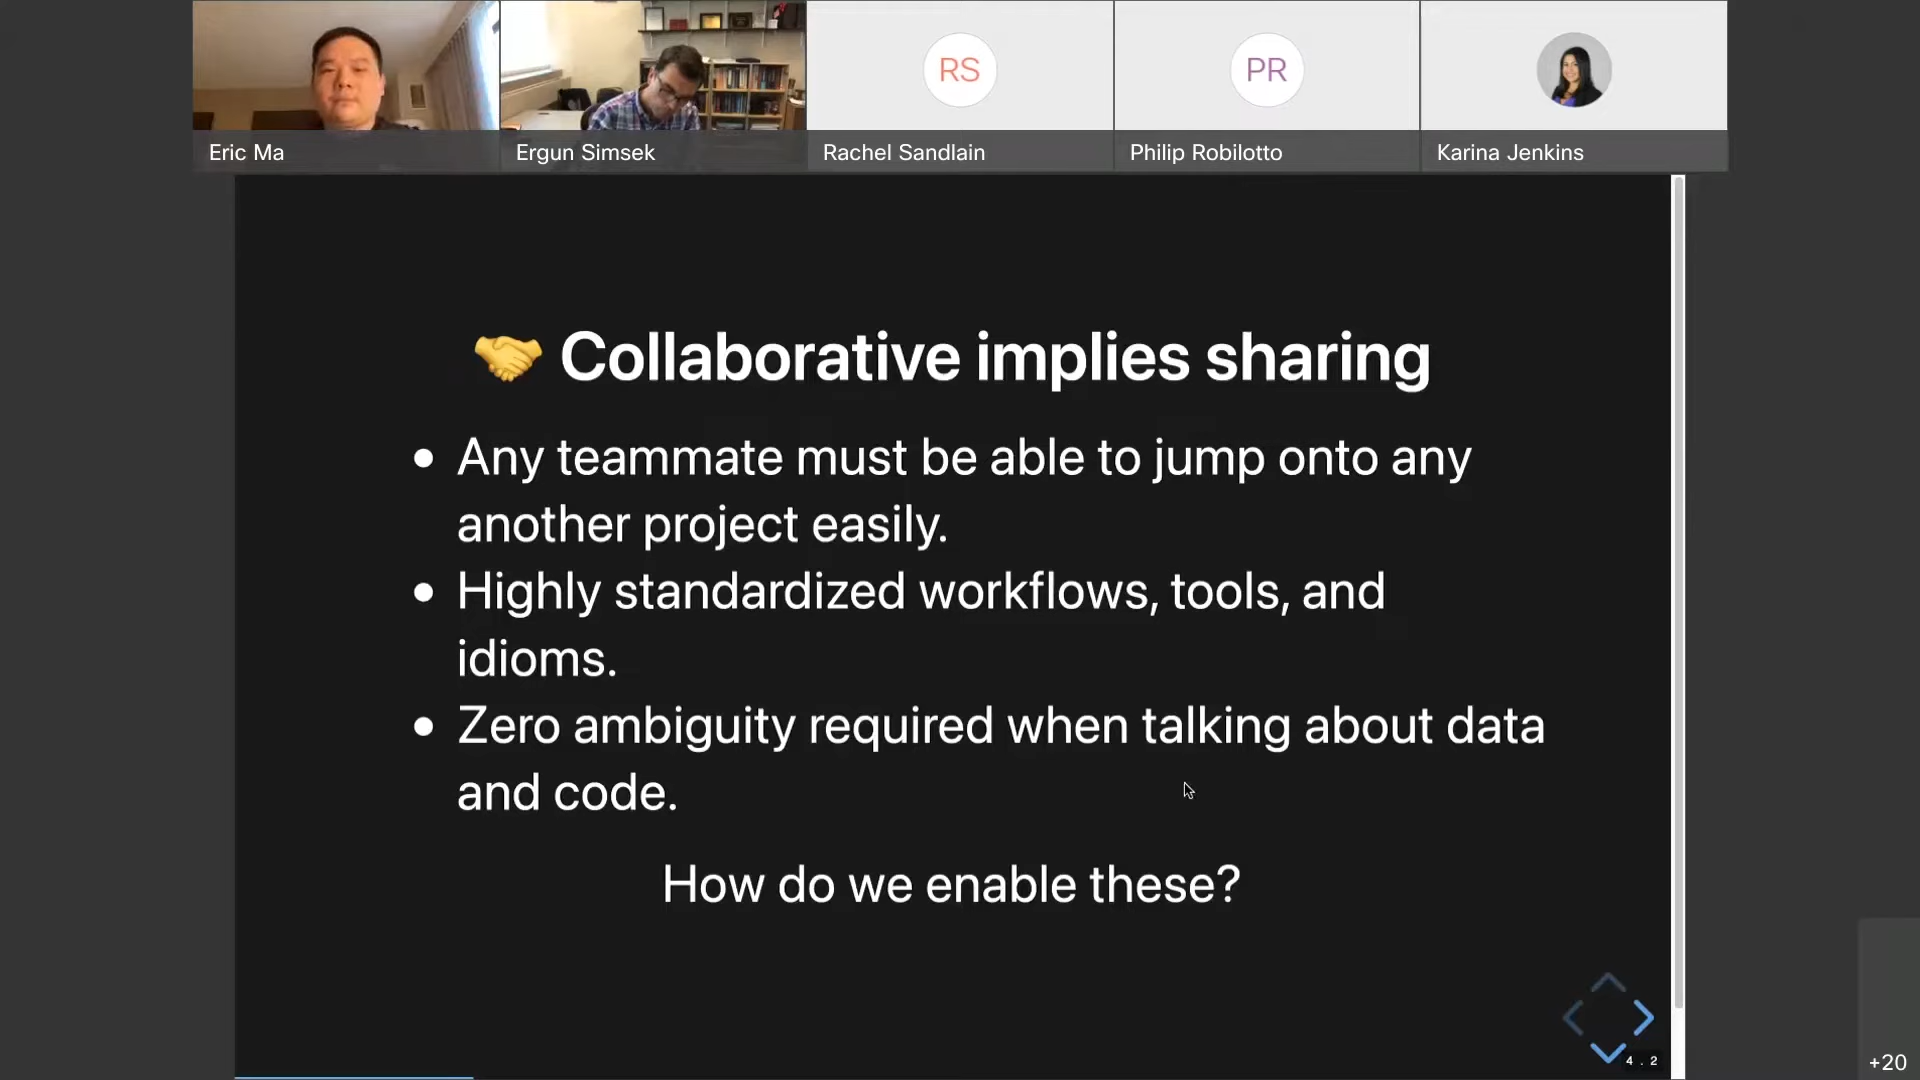 RS
PR
Eric Ma
Ergun Simsek
Rachel Sandlain
Philip Robilotto
Karina Jenkins
🤝 Collaborative implies sharing
• Any teammate must be able to jump onto any
another project easily.
• Highly standardized workflows, tools, and
idioms.
• Zero ambiguity required when talking about data
and code.
How do we enable these?
4.2
+20